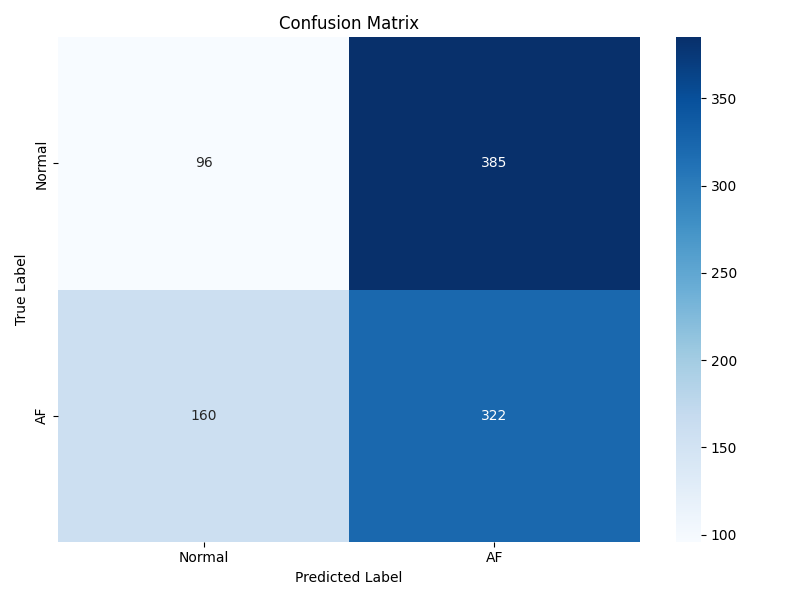 Confusion Matrix
Normal
96
385
350
300
250
200
150
100
True Label
AF
160
322
Normal
AF
Predicted Label